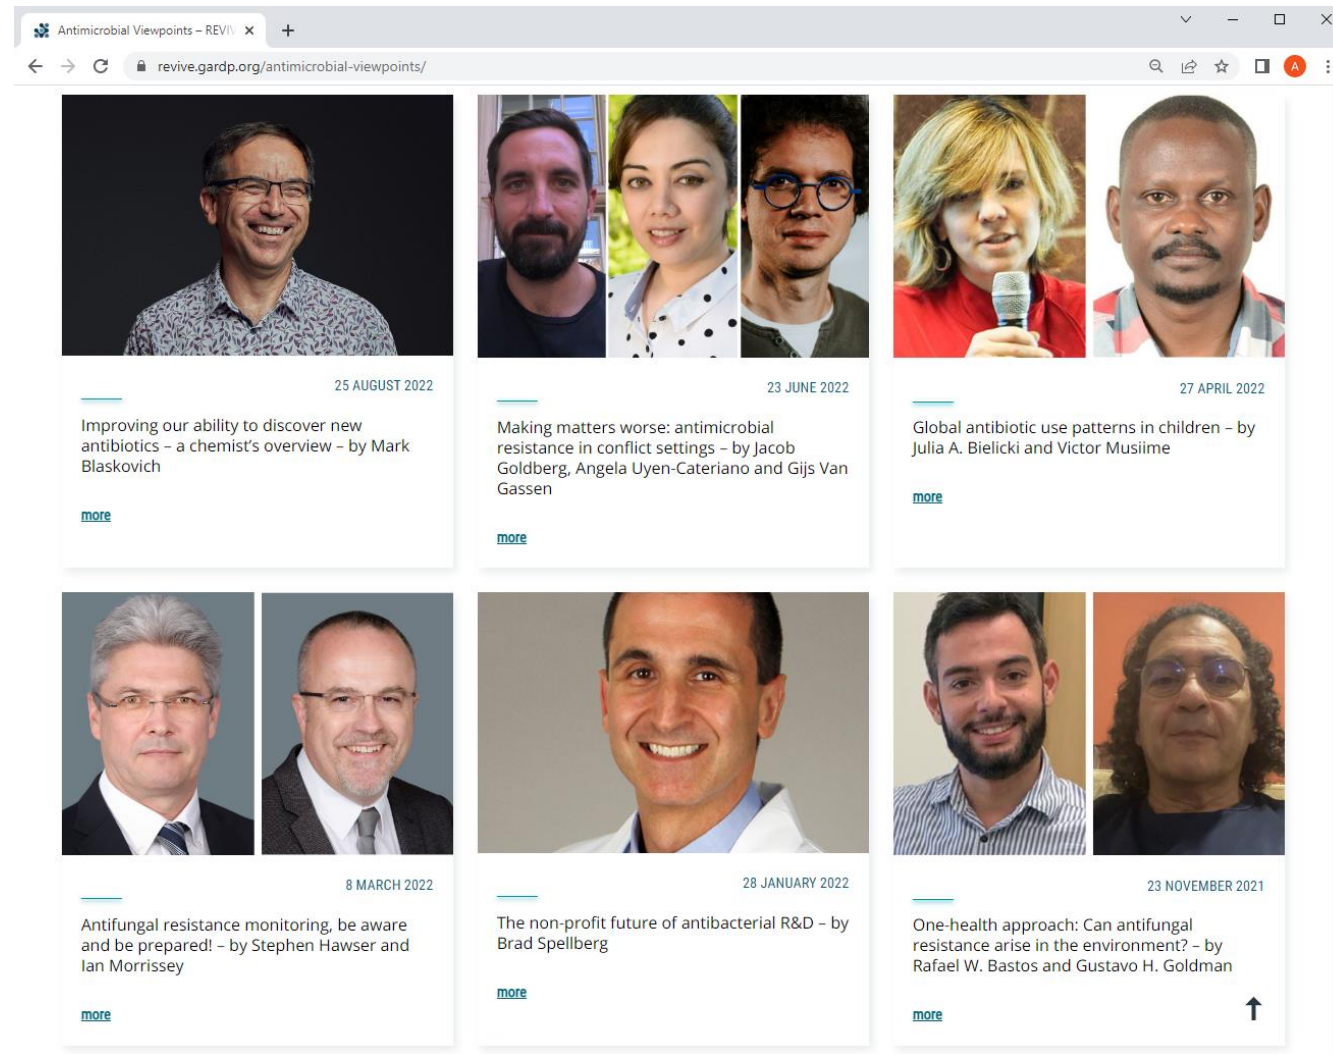 Antimicrobial Viewpoints – REVIV
revive.gardp.org/antimicrobial-viewpoints/
A
25 AUGUST 2022
Improving our ability to discover new
antibiotics – a chemist's overview – by Mark
Blaskovich
more
23 JUNE 2022
Making matters worse: antimicrobial
resistance in conflict settings – by Jacob
Goldberg, Angela Uyen-Cateriano and Gijs Van
Gassen
more
27 APRIL 2022
Global antibiotic use patterns in children – by
Julia A. Bielicki and Victor Musiime
more
8 MARCH 2022
Antifungal resistance monitoring, be aware
and be prepared! – by Stephen Hawser and
Ian Morrissey
more
28 JANUARY 2022
The non-profit future of antibacterial R&D – by
Brad Spellberg
more
23 NOVEMBER 2021
One-health approach: Can antifungal
resistance arise in the environment? – by
Rafael W. Bastos and Gustavo H. Goldman
more